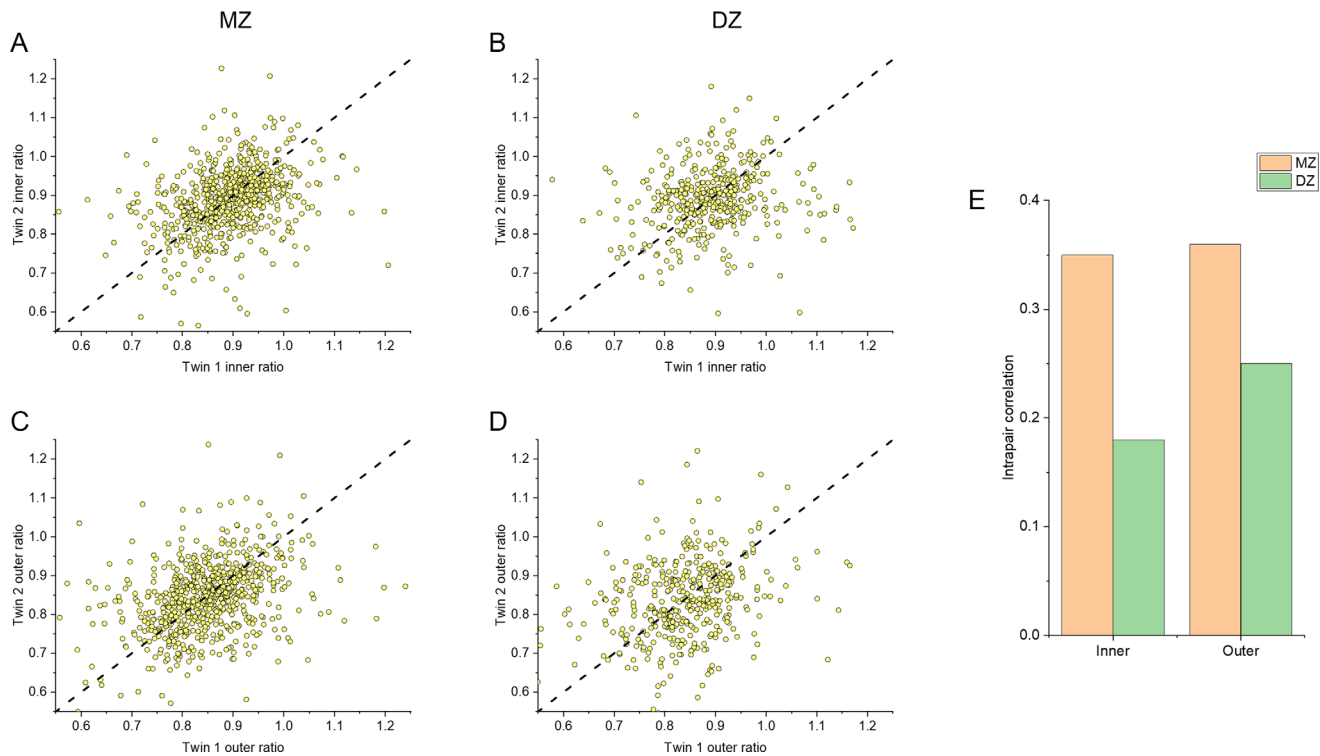 MZ
DZ
A
1.2
1.1
1.0
0.9
0.8
0.7
0.6
Twin 2 inner ratio
0.6 0.7 0.8 0.9 1.0 1.1 1.2
Twin 1 inner ratio
B
1.2
1.1
1.0
0.9
0.8
0.7
0.6
Twin 2 inner ratio
0.6 0.7 0.8 0.9 1.0 1.1 1.2
Twin 1 inner ratio
C
1.2
1.1
1.0
0.9
0.8
0.7
0.6
Twin 2 outer ratio
0.6 0.7 0.8 0.9 1.0 1.1 1.2
Twin 1 outer ratio
D
1.2
1.1
1.0
0.9
0.8
0.7
0.6
Twin 2 outer ratio
0.6 0.7 0.8 0.9 1.0 1.1 1.2
Twin 1 outer ratio
E
MZ
DZ
0.4
0.3
0.2
0.1
0.0
Intrapair correlation
Inner Outer